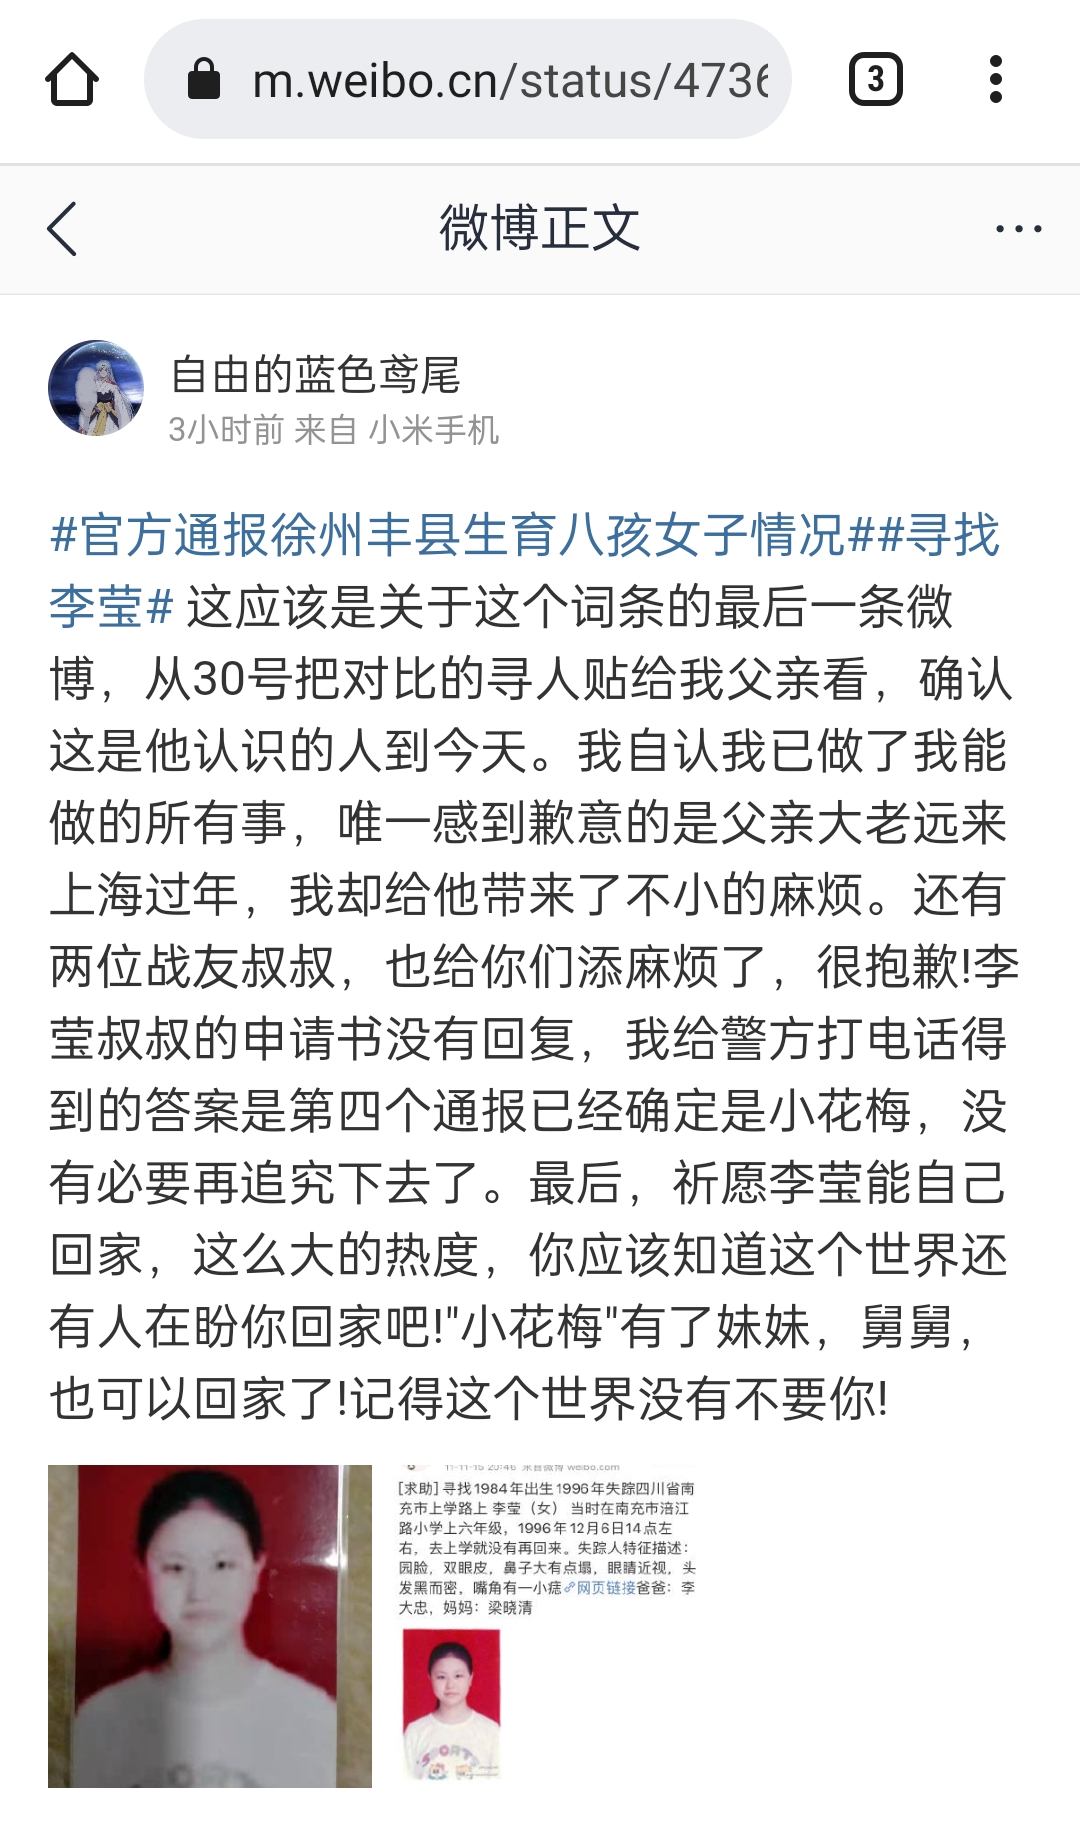 m.weibo.cn/status/4736
3
微博正文
自由的蓝色鸢尾
3小时前 来自 小米手机
#官方通报徐州丰县生育八孩女子情况##寻找
李莹# 这应该是关于这个词条的最后一条微
博，从30号把对比的寻人贴给我父亲看，确认
这是他认识的人到今天。我自认我已做了我能
做的所有事，唯一感到歉意的是父亲大老远来
上海过年，我却给他带来了不小的麻烦。还有
两位战友叔叔，也给你们添麻烦了，很抱歉!李
莹叔叔的申请书没有回复，我给警方打电话得
到的答案是第四个通报已经确定是小花梅，没
有必要再追究下去了。最后，祈愿李莹能自己
回家，这么大的热度，你应该知道这个世界还
有人在盼你回家吧!"小花梅"有了妹妹，舅舅，
也可以回家了!记得这个世界没有不要你!
11-11-15 20:46 来自微博 weibo.com
[求助] 寻找1984年出生1996年失踪四川省南
充市上学路上 李莹（女） 当时在南充市涪江
路小学上六年级，1996年12月6日14点左
右，去上学就没有再回来。失踪人特征描述：
园脸，双眼皮，鼻子大有点塌，眼睛近视，头
发黑而密，嘴角有一小痣网页链接爸爸：李
大忠，妈妈：梁晓清
SPORT